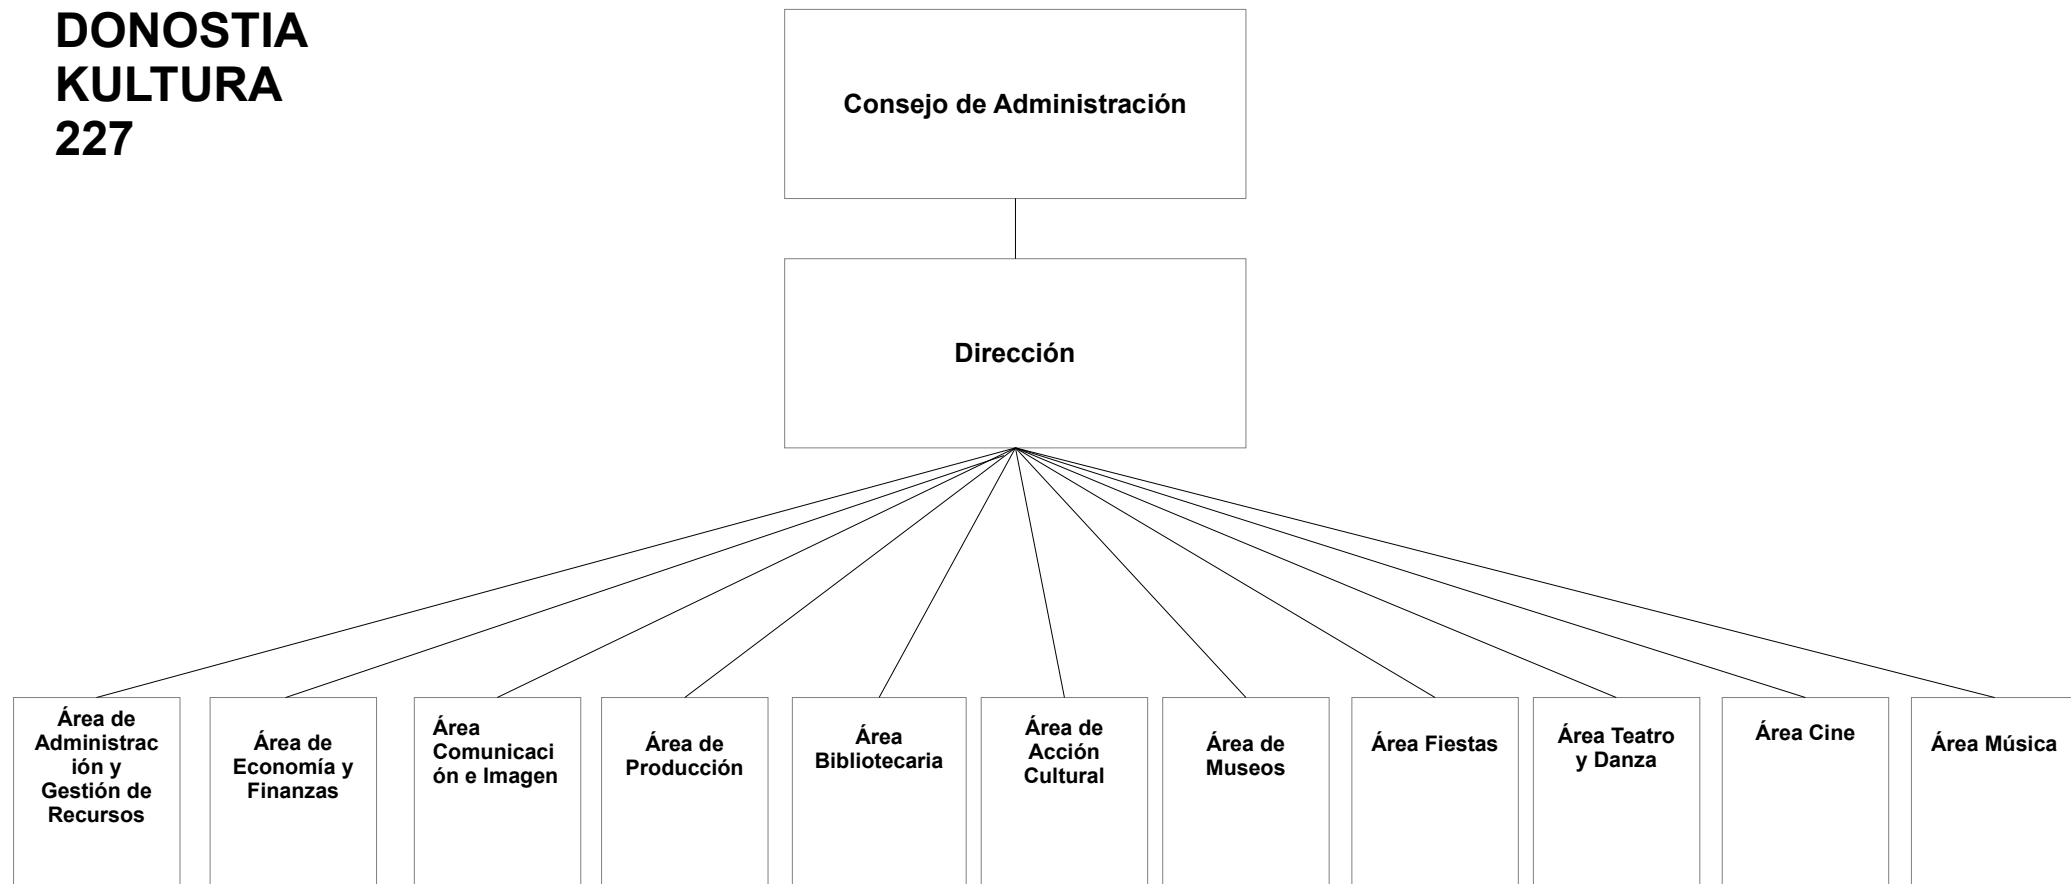 DONOSTIA
KULTURA
227
Consejo de Administración
Dirección
Área de
Administrac
ión y
Gestión de
Recursos
Área de
Economía y
Finanzas
Área
Comunicaci
ón e Imagen
Área de
Producción
Área
Bibliotecaria
Área de
Acción
Cultural
Área de
Museos
Área Fiestas
Área Teatro
y Danza
Área Cine
Área Música